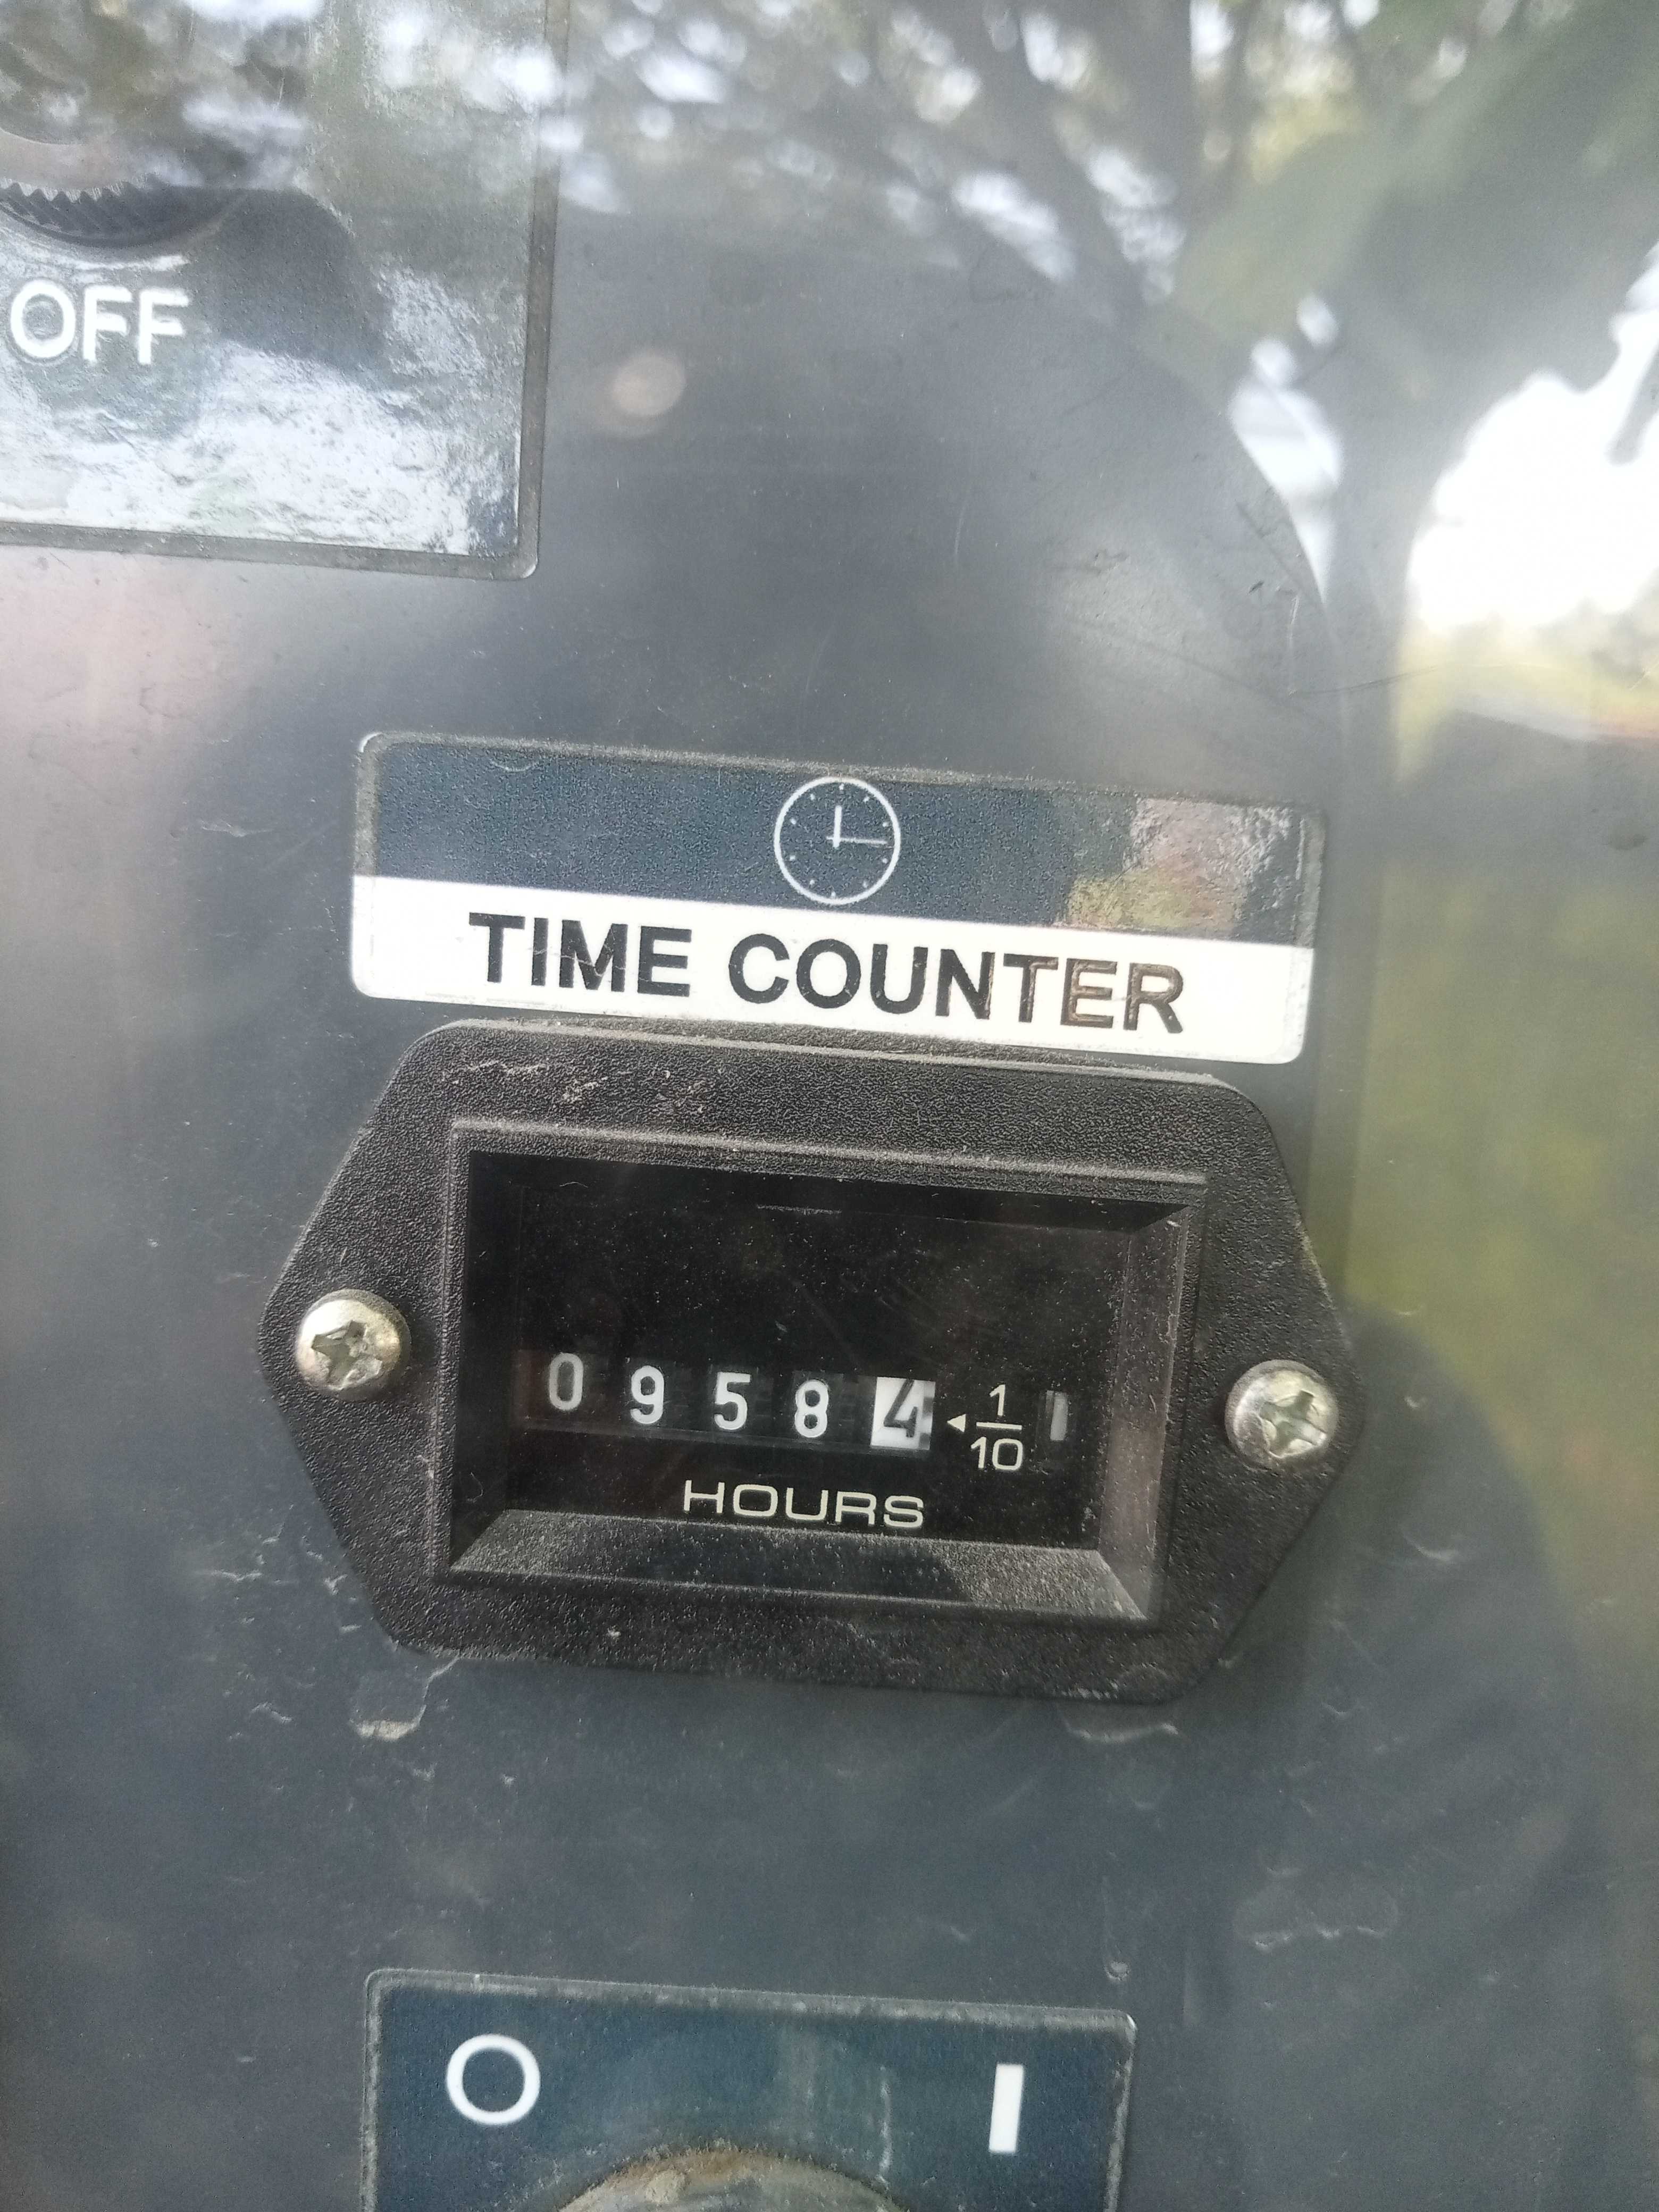 OFF
TIME COUNTER
0 9 5 8 4 ◄ 1/10
HOURS
O I